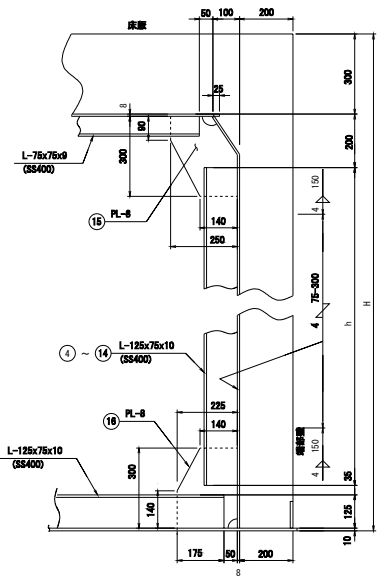 床版
50 100 200
25
8
90
300
200
300
L-75x75x9
(SS400)
15 PL-8
140
250
150
4
75-300
4
h
H
4 ~ 14
L-125x75x10
(SS400)
225
16 PL-8
140
L-125x75x10
(SS400)
300
140
150
4
35
125
10
175 50 200
8